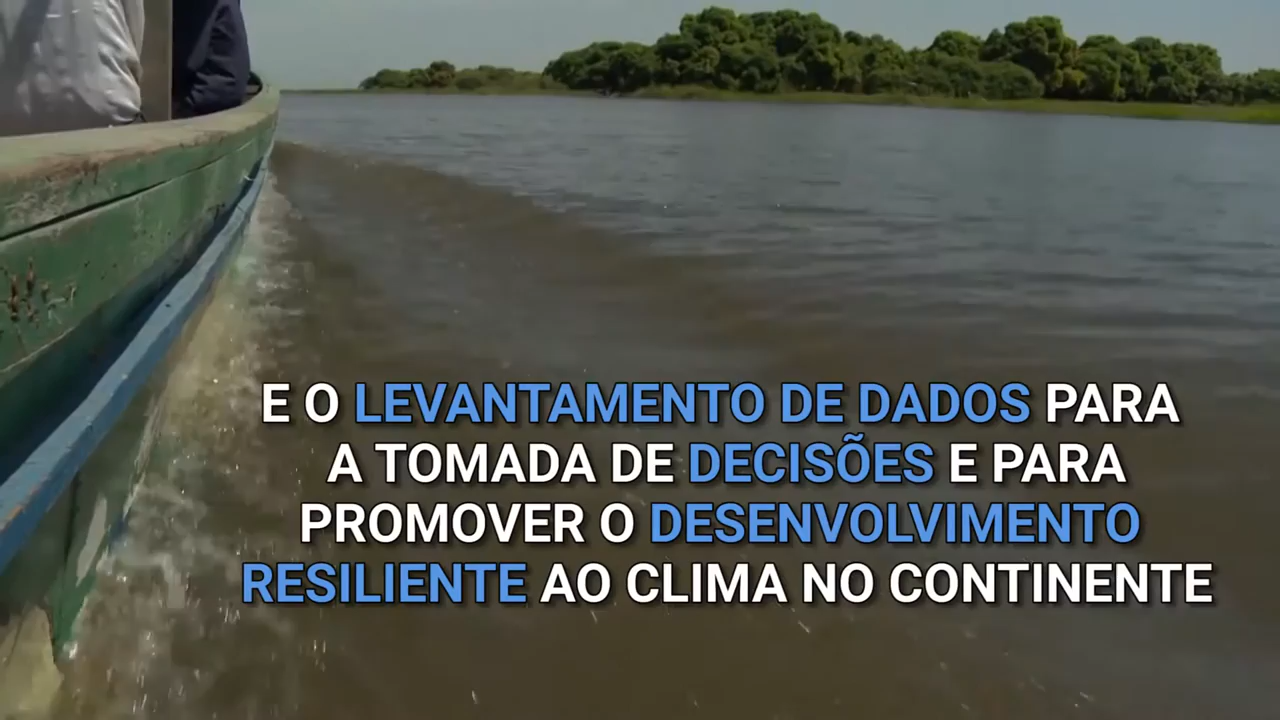 E O LEVANTAMENTO DE DADOS PARA
A TOMADA DE DECISÕES E PARA
PROMOVER O DESENVOLVIMENTO
RESILIENTE AO CLIMA NO CONTINENTE